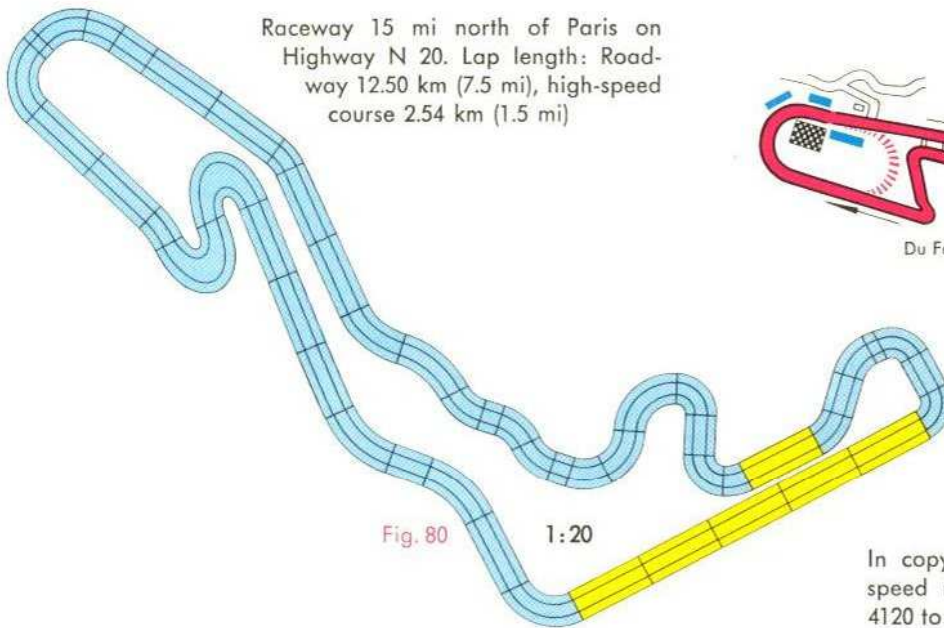 Raceway 15 mi north of Paris on
Highway N 20. Lap length: Road-
way 12.50 km (7.5 mi), high-speed
course 2.54 km (1.5 mi)
Du
Fig. 80
1:20
In copy
speed
4120 to